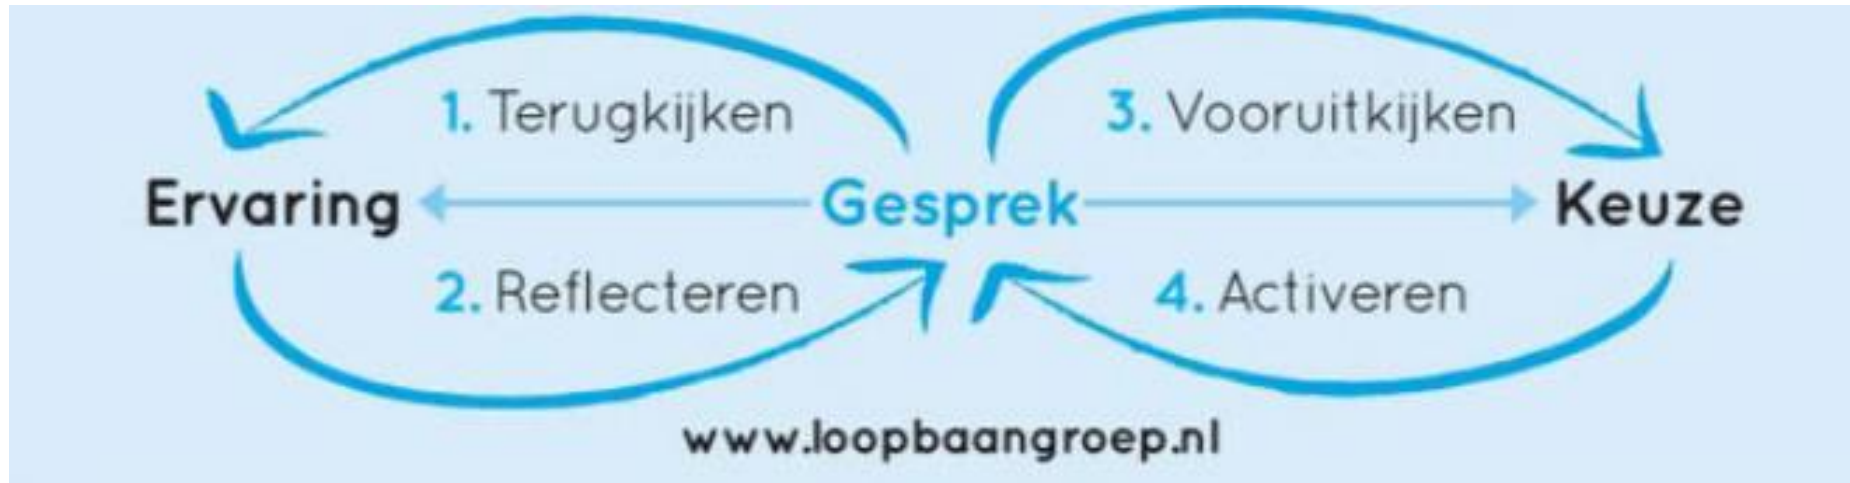 1. Terugkijken 3. Vooruitkijken
Ervaring Gesprek Keuze
2. Reflecteren 4. Activeren
www.loopbaangroep.nl